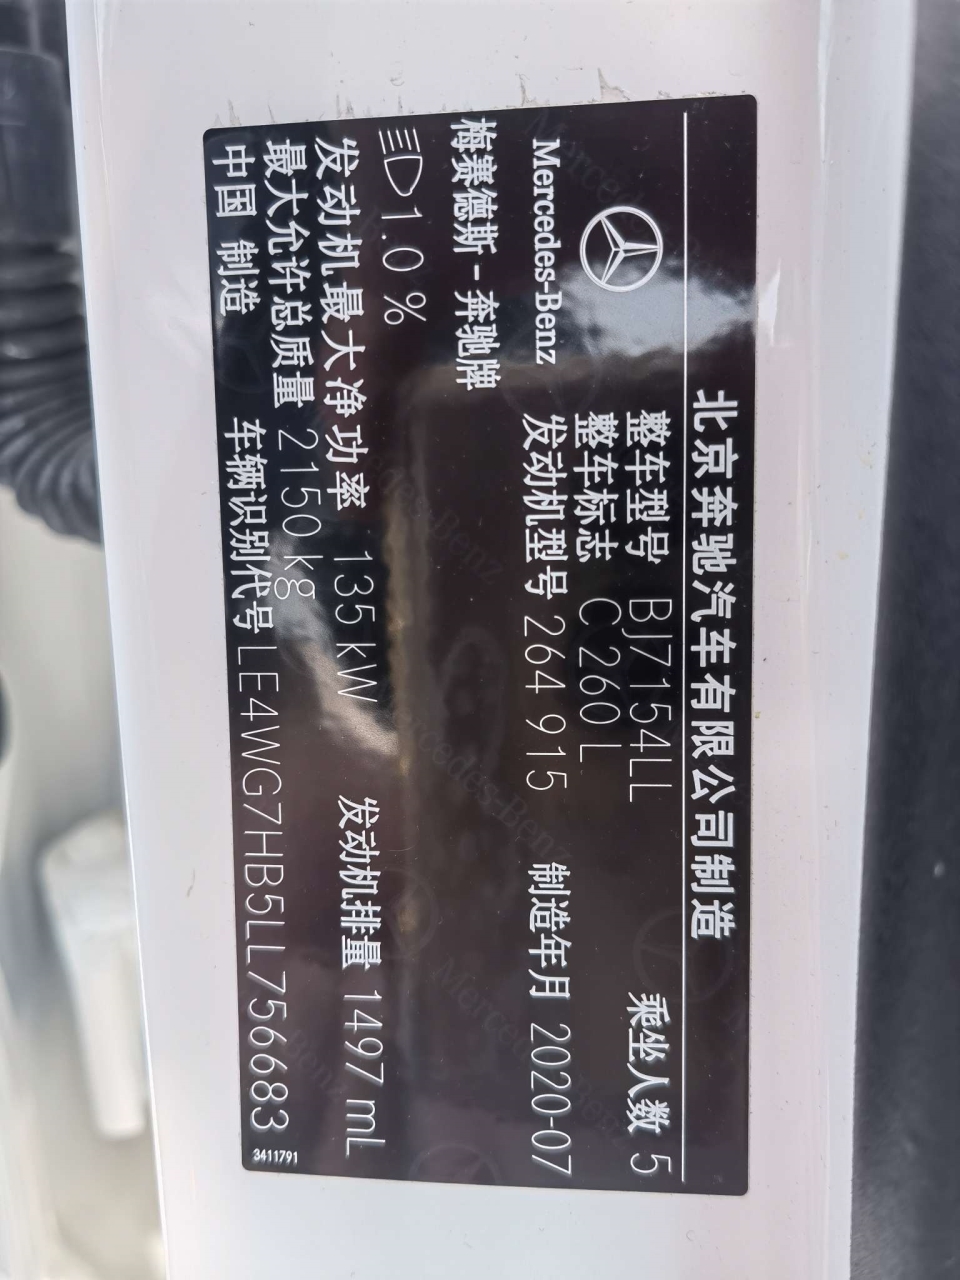 北京奔驰汽车有限公司制造
整车型号 BJ7154LL 乘坐人数 5
整车标志 C260 L
Mercedes-Benz 发动机型号 264 915 制造年月 2020-07
梅赛德斯-奔驰牌
1.0 %
发动机最大净功率 135 kW 发动机排量 1497 mL
最大允许总质量 2150 kg
中国 制造 车辆识别代号 LE4WG7HB5LL756683
3411791